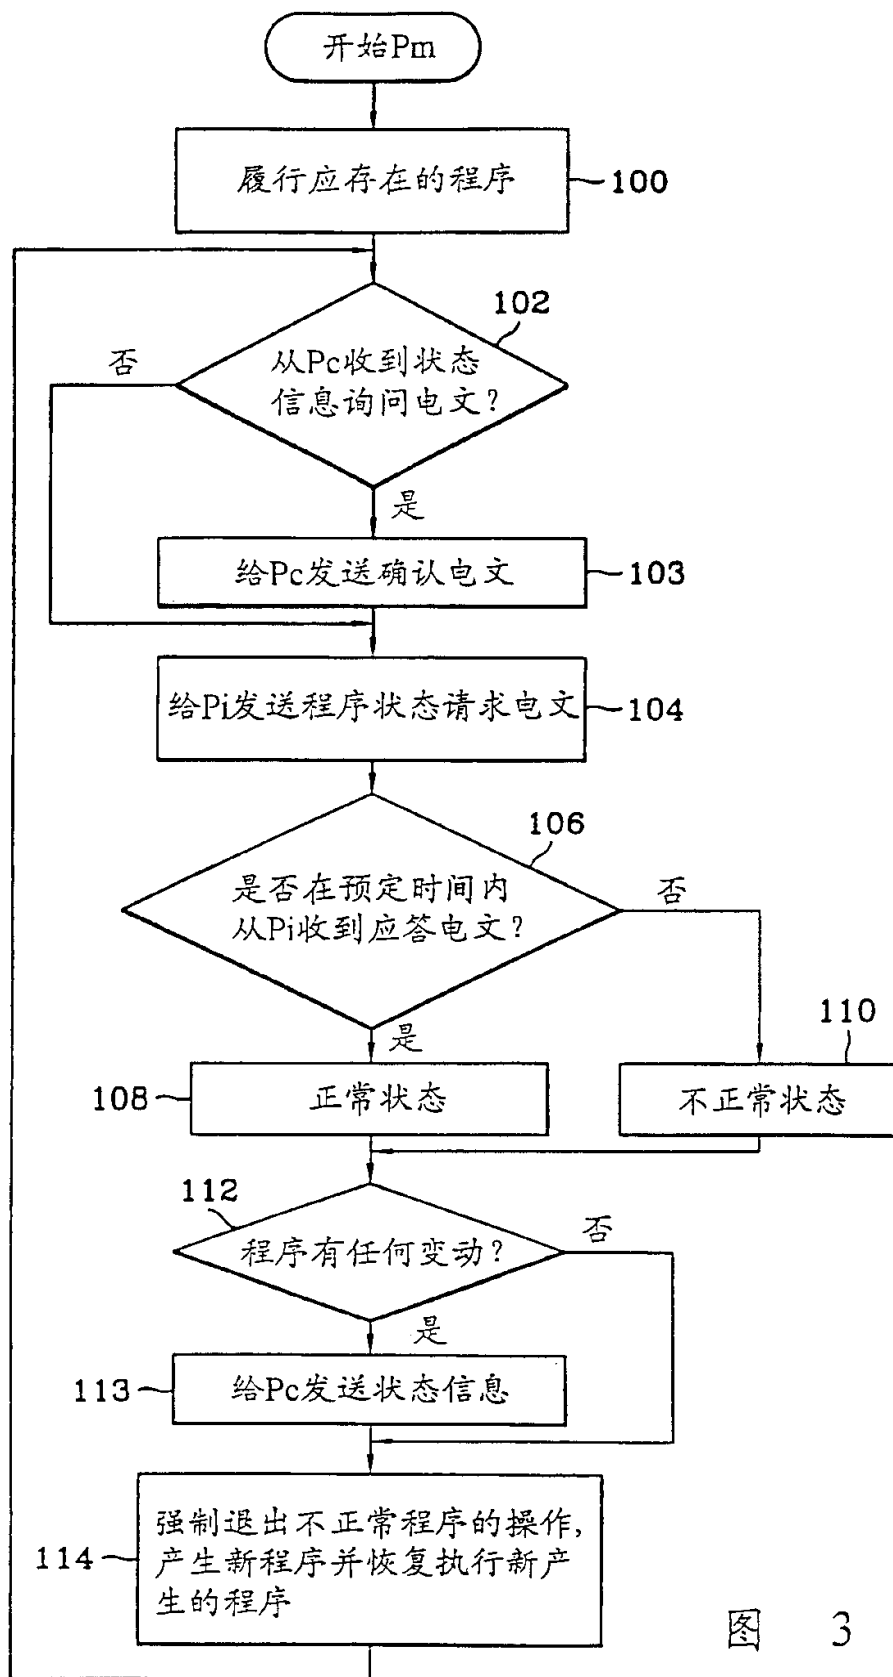 开始Pm
履行应存在的程序
100
102
否
从Pc收到状态
信息询问电文?
是
给Pc发送确认电文
103
给Pi发送程序状态请求电文
104
106
是否在预定时间内
从Pi收到应答电文?
否
是
110
108
正常状态
不正常状态
112
程序有任何变动?
否
是
113
给Pc发送状态信息
114
强制退出不正常程序的操作,
产生新程序并恢复执行新产
生的程序
图 3